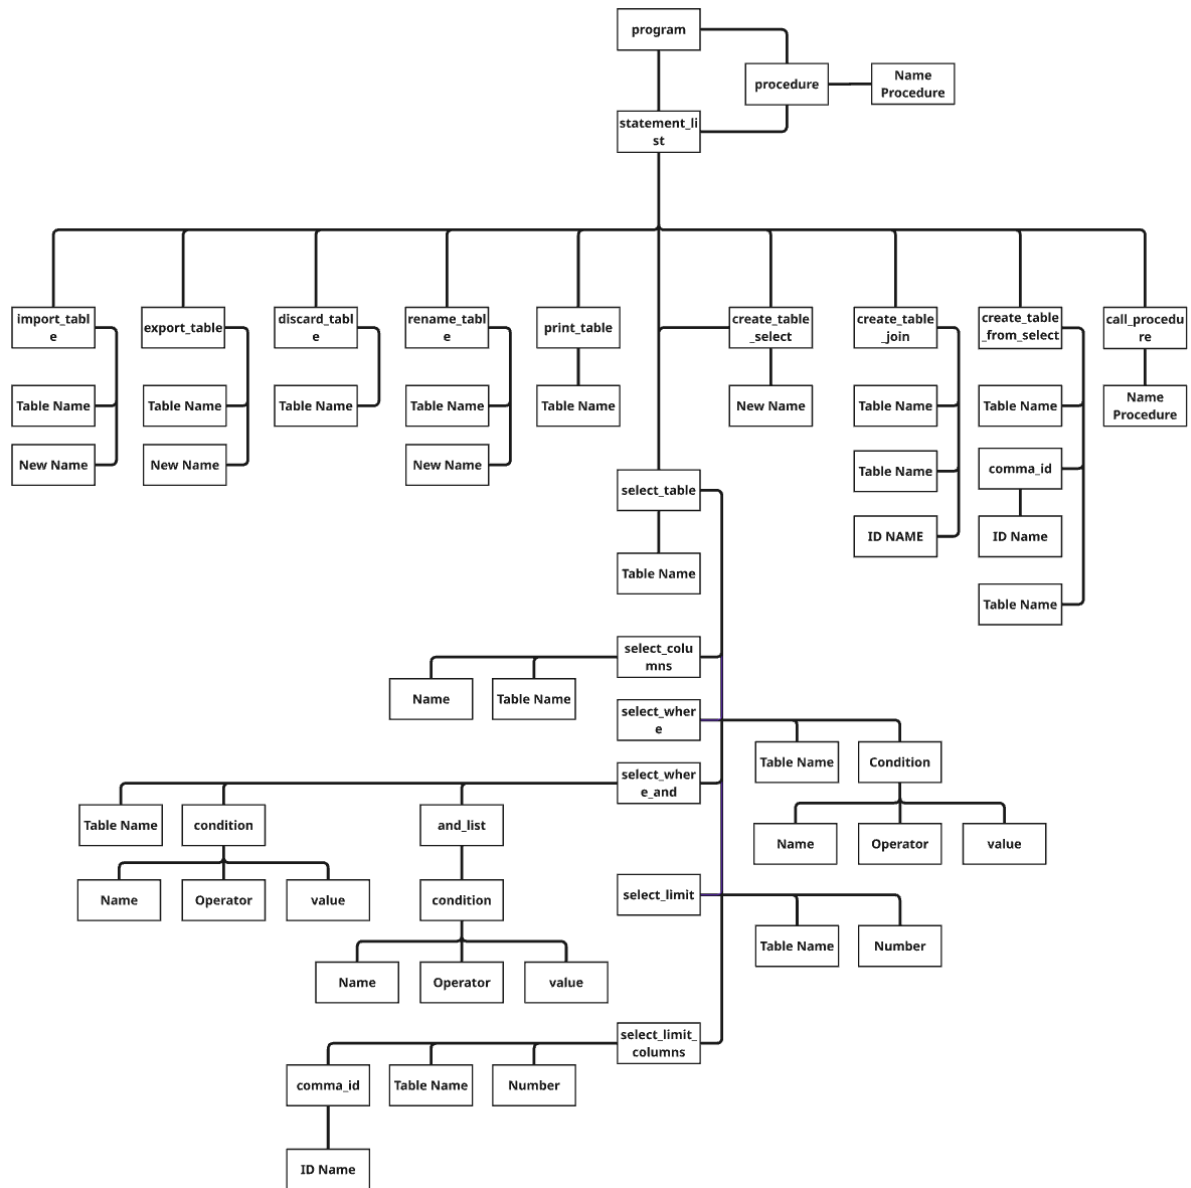 program
procedure
Name
Procedure
statement_li
st
import_tabl
e
export_table
discard_tabl
e
rename_tabl
e
print_table
create_table
_select
create_table
_join
create_table
_from_select
call_procedu
re
Table Name
Table Name
Table Name
Table Name
Table Name
New Name
Table Name
Table Name
Name
Procedure
New Name
New Name
New Name
Table Name
comma_id
select_table
ID NAME
ID Name
Table Name
Table Name
select_colu
mns
Name
Table Name
select_wher
e
Table Name
Condition
select_wher
e_and
Table Name
condition
and_list
Name
Operator
value
Name
Operator
value
condition
select_limit
Table Name
Number
Name
Operator
value
select_limit_
columns
comma_id
Table Name
Number
ID Name